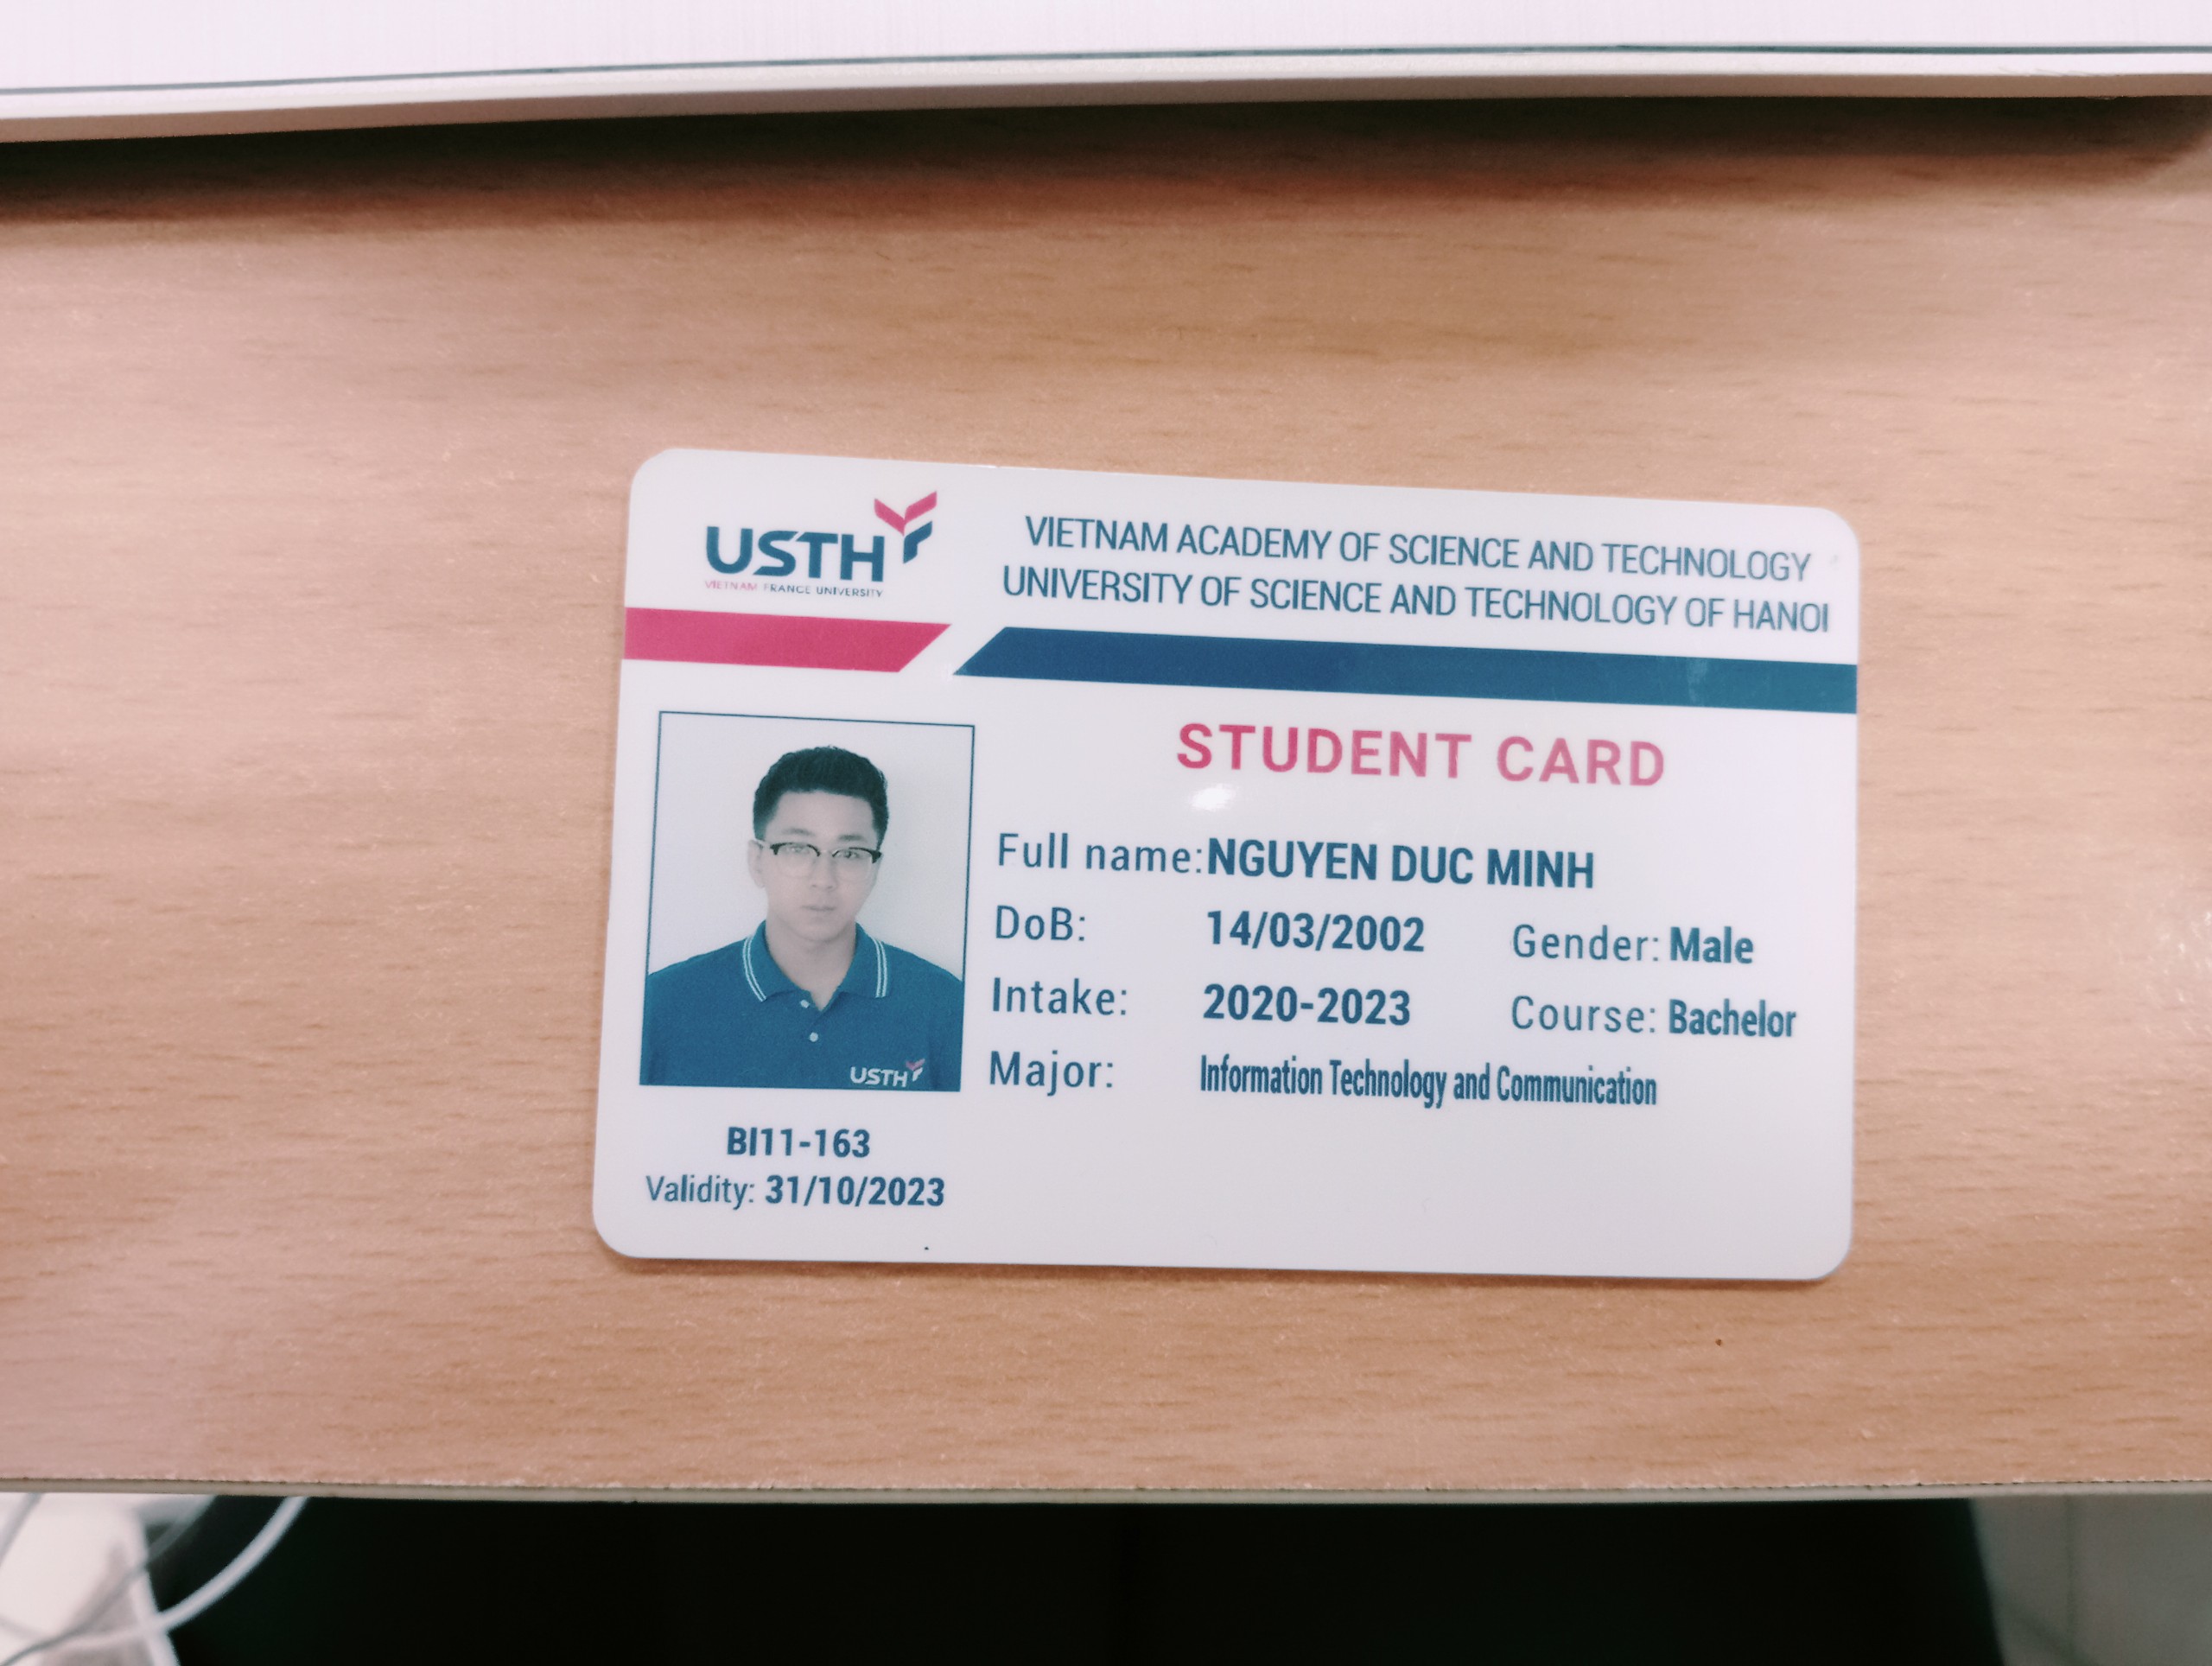 USTH
VIETNAM FRANCE UNIVERSITY
VIETNAM ACADEMY OF SCIENCE AND TECHNOLOGY
UNIVERSITY OF SCIENCE AND TECHNOLOGY OF HANOI
STUDENT CARD
Full name: NGUYEN DUC MINH
DoB: 14/03/2002 Gender: Male
Intake: 2020-2023 Course: Bachelor
Major: Information Technology and Communication
USTH
BI11-163
Validity: 31/10/2023